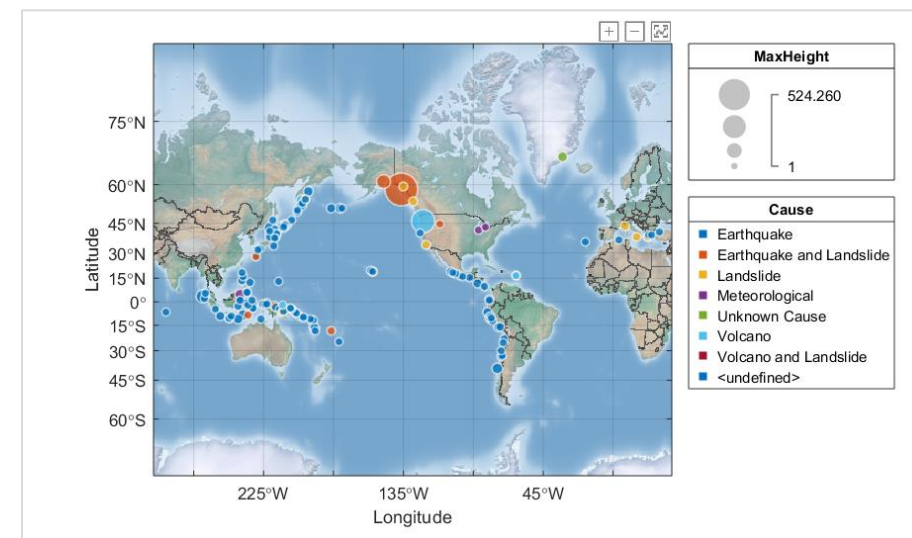 75°N
60°N
45°N
30°N
15°N
0°
15°S
30°S
45°S
60°S
Latitude
225°W
135°W
45°W
Longitude
MaxHeight
524.260
1
Cause
Earthquake
Earthquake and Landslide
Landslide
Meteorological
Unknown Cause
Volcano
Volcano and Landslide
<undefined>